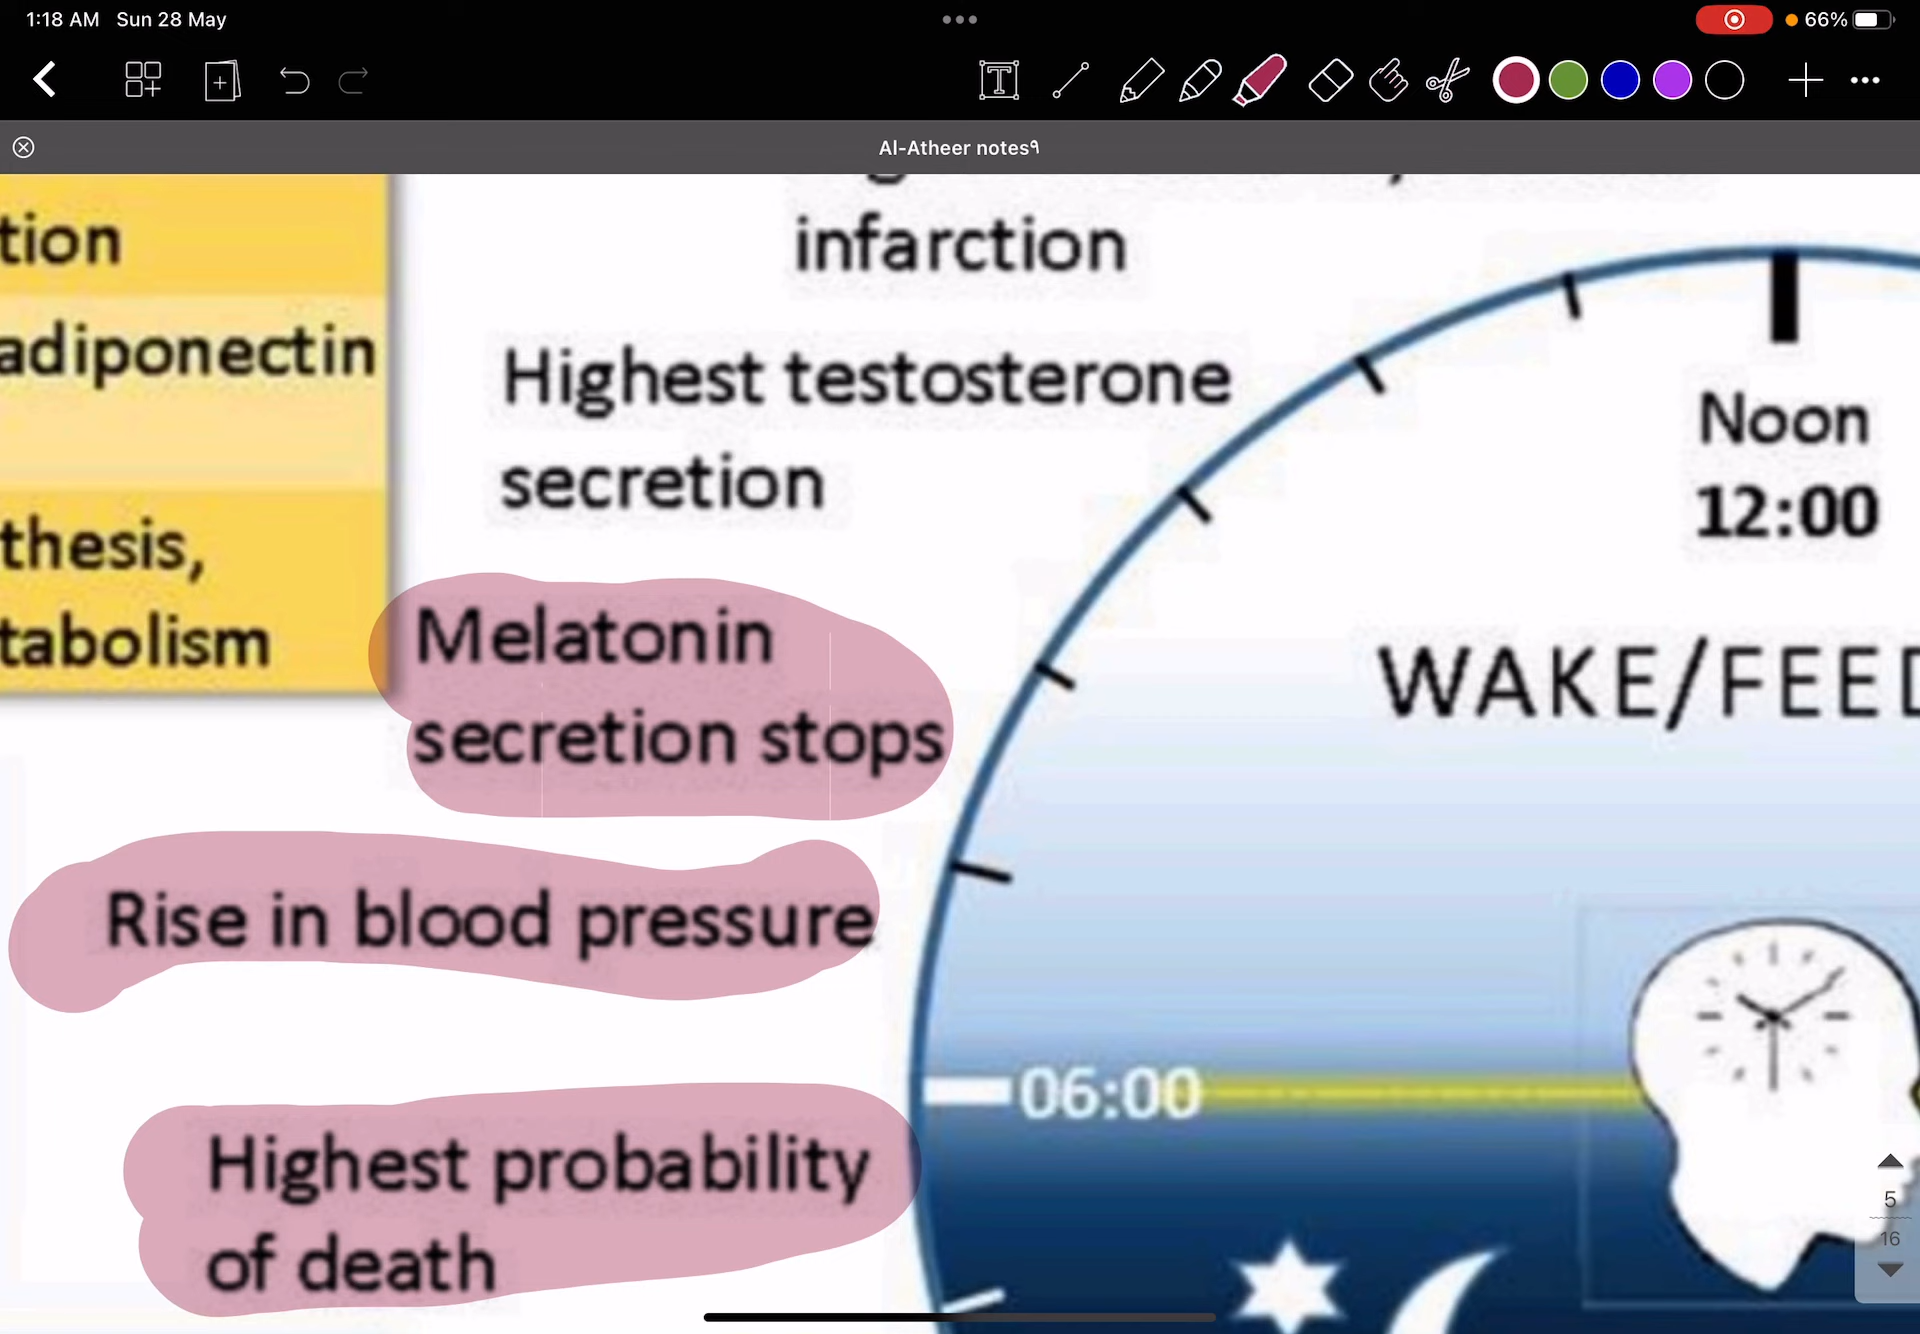 1:18 AM Sun 28 May
66%
T
Al-Atheer notes٩
tion
adiponectin
thesis,
tabolism
infarction
Highest testosterone
secretion
Melatonin
secretion stops
Rise in blood pressure
Highest probability
of death
Noon
12:00
WAKE/FEED
06:00
5
16